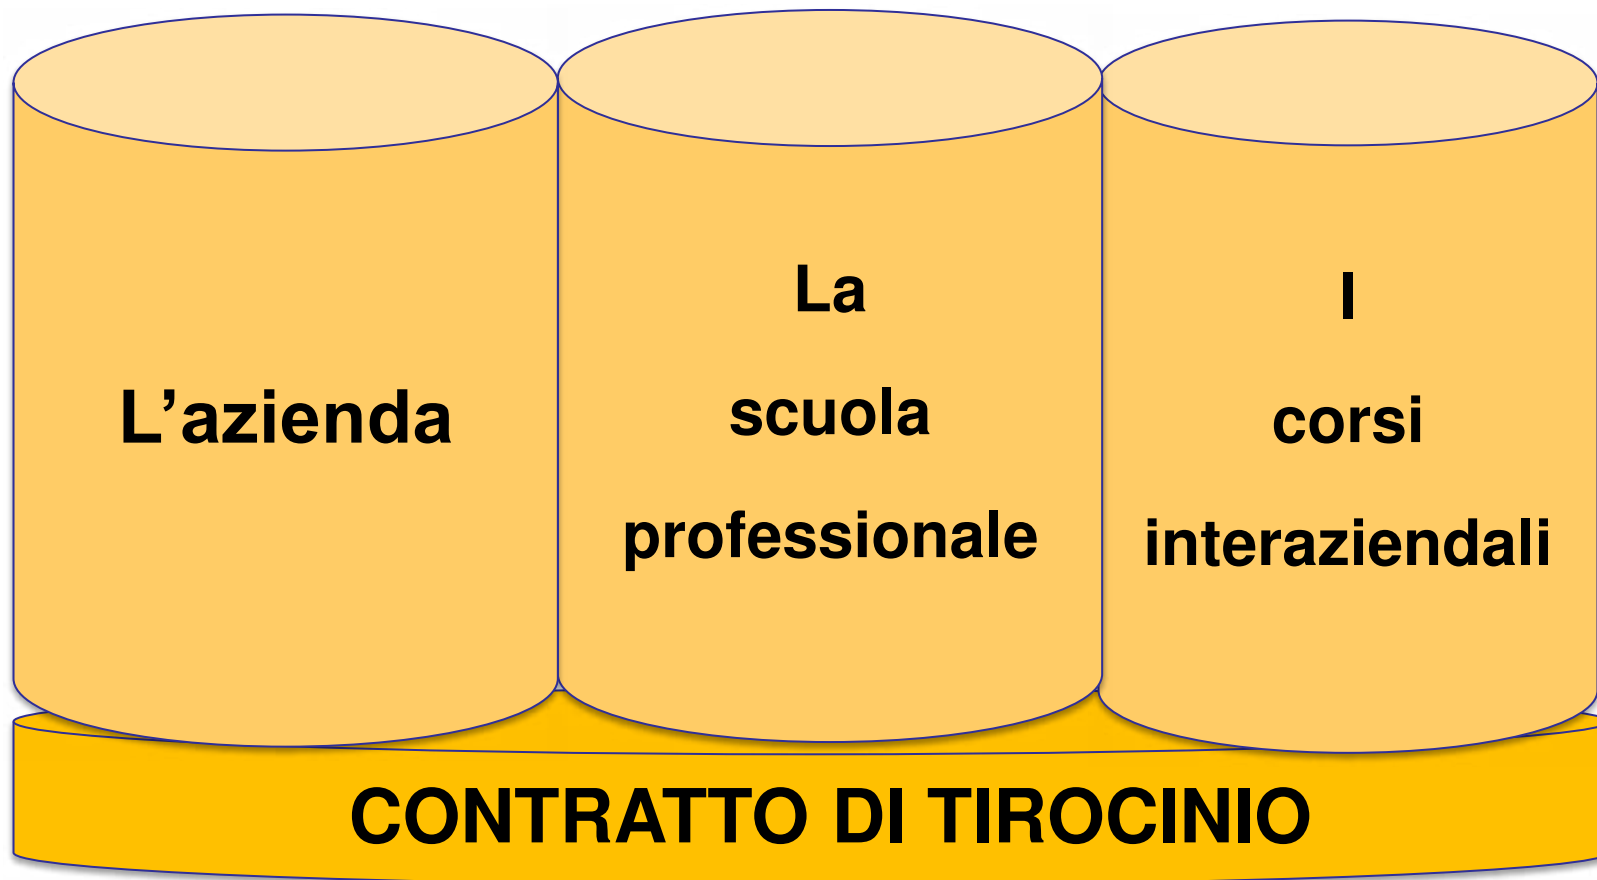 L’azienda
La
scuola
professionale
I
corsi
interaziendali
CONTRATTO DI TIROCINIO